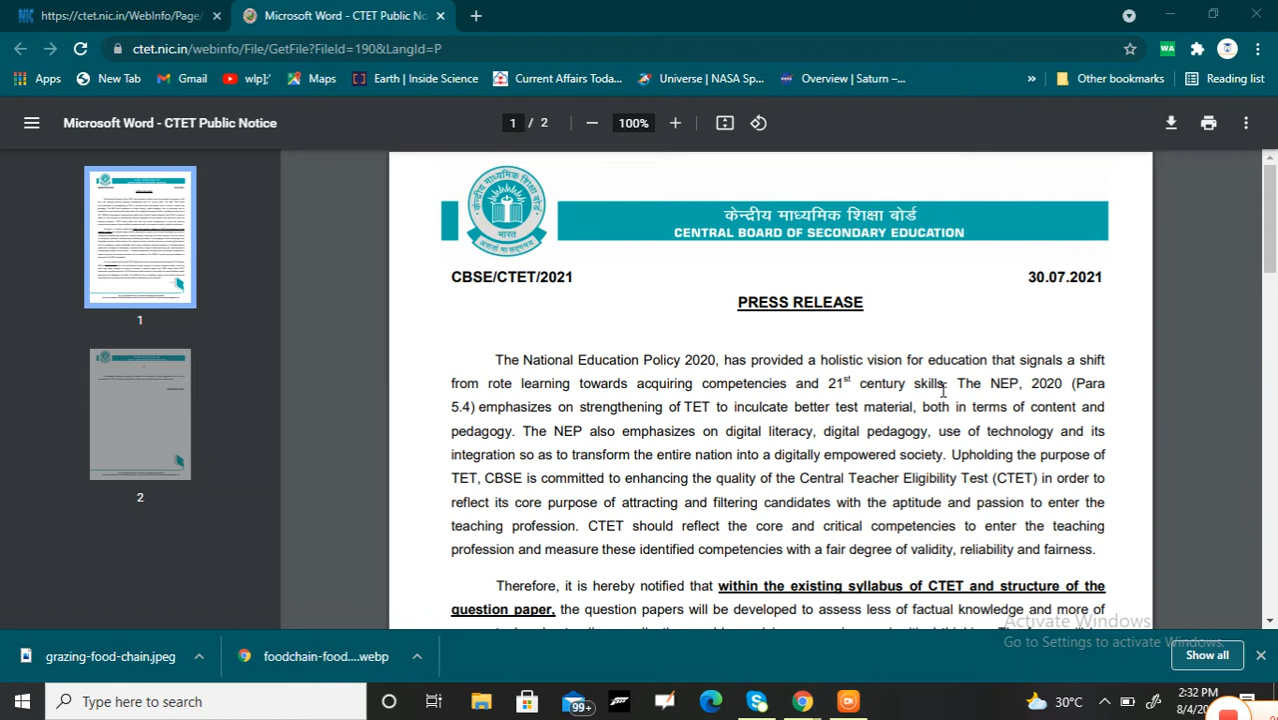 https://ctet.nic.in/WebInfo/Page/
Microsoft Word - CTET Public No
ctet.nic.in/webinfo/File/GetFile?FileId=190&LangId=P
WA
Apps
New Tab
Gmail
wlp];'
Maps
Earth | Inside Science
Current Affairs Toda...
Universe | NASA Sp...
Overview | Saturn –...
»
Other bookmarks
Reading list
Microsoft Word - CTET Public Notice
1 / 2
100%
केन्द्रीय माध्यमिक शिक्षा बोर्ड
भारत
असतो मा सद्गमय
केन्द्रीय माध्यमिक शिक्षा बोर्ड
CENTRAL BOARD OF SECONDARY EDUCATION
CBSE/CTET/2021
30.07.2021
PRESS RELEASE
The National Education Policy 2020, has provided a holistic vision for education that signals a shift
from rote learning towards acquiring competencies and 21st century skills. The NEP, 2020 (Para
5.4) emphasizes on strengthening of TET to inculcate better test material, both in terms of content and
pedagogy. The NEP also emphasizes on digital literacy, digital pedagogy, use of technology and its
integration so as to transform the entire nation into a digitally empowered society. Upholding the purpose of
TET, CBSE is committed to enhancing the quality of the Central Teacher Eligibility Test (CTET) in order to
reflect its core purpose of attracting and filtering candidates with the aptitude and passion to enter the
teaching profession. CTET should reflect the core and critical competencies to enter the teaching
profession and measure these identified competencies with a fair degree of validity, reliability and fairness.
Therefore, it is hereby notified that within the existing syllabus of CTET and structure of the
question paper, the question papers will be developed to assess less of factual knowledge and more of
1
2
Activate Windows
Go to Settings to activate Windows.
grazing-food-chain.jpeg
foodchain-food....webp
Show all
Type here to search
99+
30°C
2:32 PM